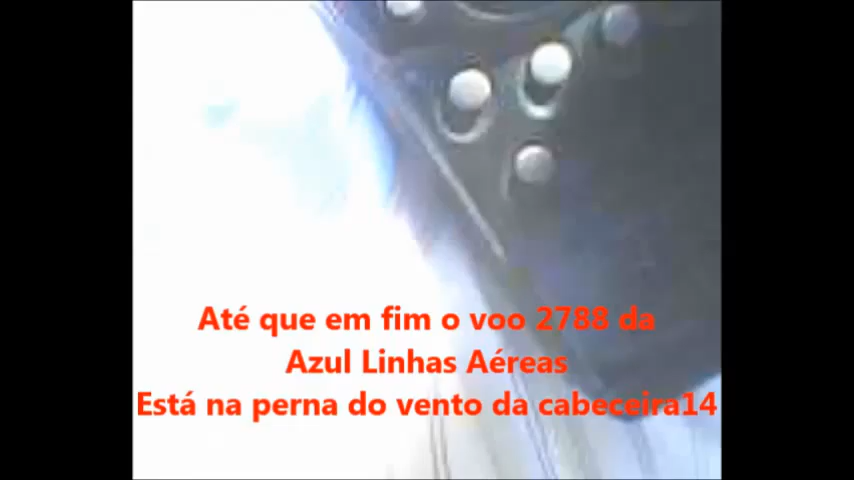 Até que em fim o voo 2788 da
Azul Linhas Aéreas
Está na perna do vento da cabeceira14